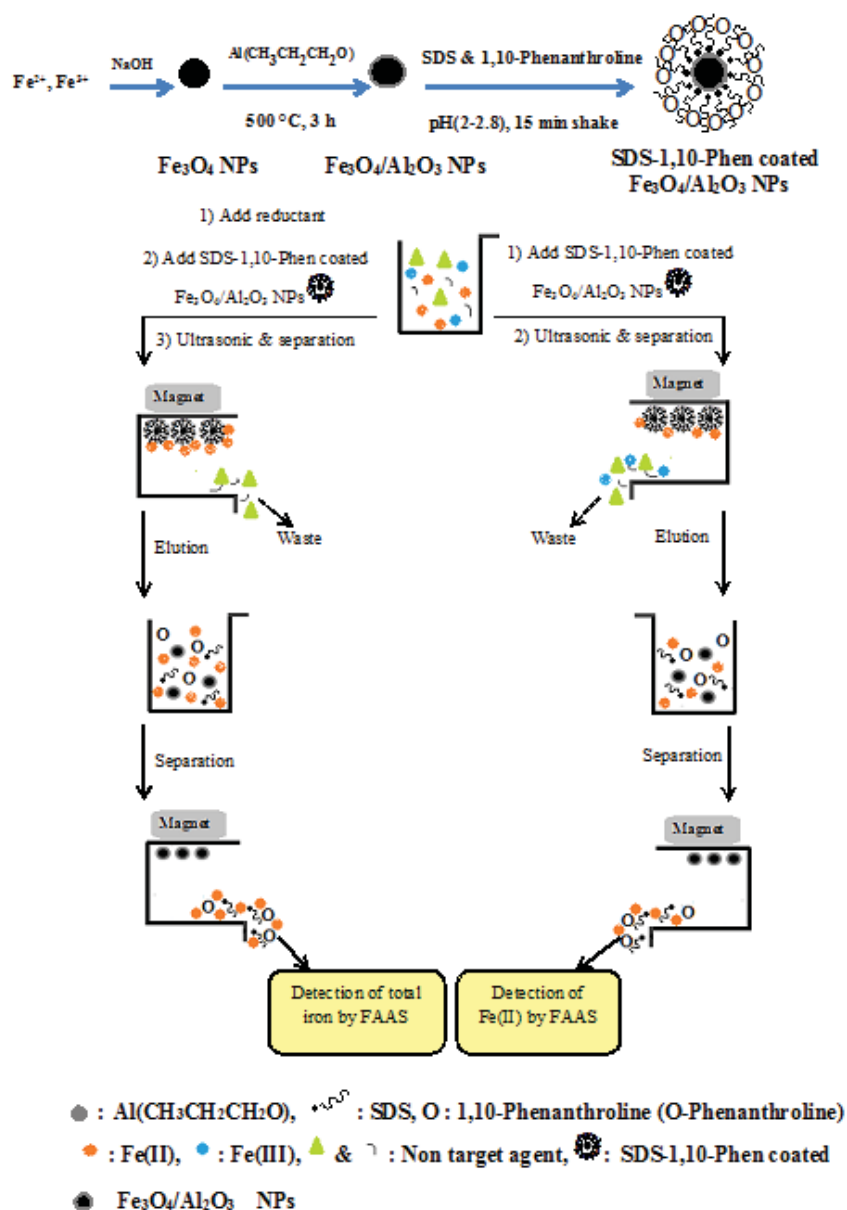 Fe²⁺, Fe³⁺
NaOH
Al(CH₃CH₂CH₂O)
500 °C, 3 h
SDS & 1,10-Phenanthroline
pH(2-2.8), 15 min shake
Fe₃O₄ NPs
Fe₃O₄/Al₂O₃ NPs
SDS-1,10-Phen coated
Fe₃O₄/Al₂O₃ NPs
1) Add reductant
2) Add SDS-1,10-Phen coated
Fe₃O₄/Al₂O₃ NPs
3) Ultrasonic & separation
1) Add SDS-1,10-Phen coated
Fe₃O₄/Al₂O₃ NPs
2) Ultrasonic & separation
Magnet
Magnet
Waste
Waste
Elution
Elution
Separation
Separation
Magnet
Magnet
Detection of total
iron by FAAS
Detection of
Fe(II) by FAAS
: Al(CH3CH2CH2O), : SDS, O : 1,10-Phenanthroline (O-Phenanthroline)
: Fe(II), : Fe(III), & : Non target agent, : SDS-1,10-Phen coated
Fe₃O₄/Al₂O₃ NPs